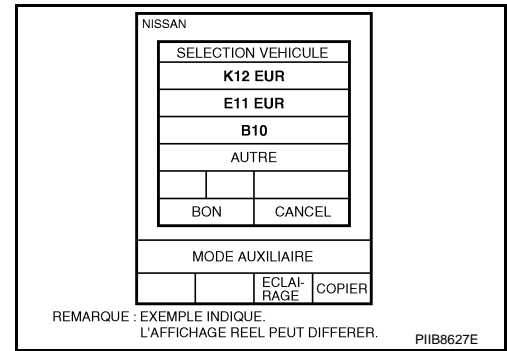 NISSAN
SELECTION VEHICULE
K12 EUR
E11 EUR
B10
AUTRE
BON CANCEL
MODE AUXILIAIRE
ECLAI-
RAGE COPIER
REMARQUE : EXEMPLE INDIQUE.
L'AFFICHAGE REEL PEUT DIFFERER.
PIIB8627E